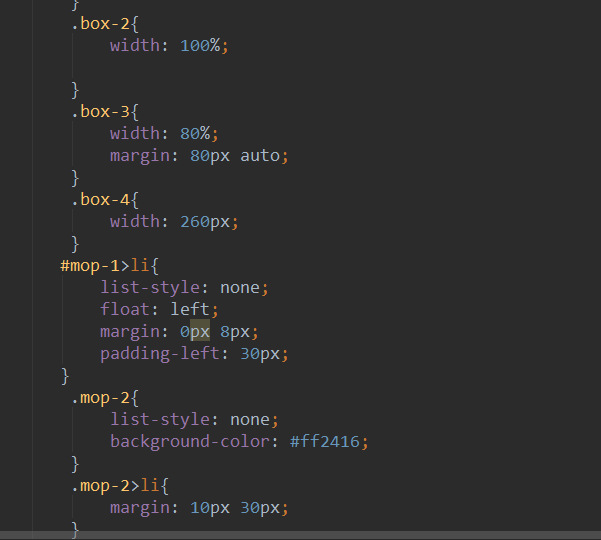 }
.box-2{
width: 100%;
}
.box-3{
width: 80%;
margin: 80px auto;
}
.box-4{
width: 260px;
}
#mop-1>li{
list-style: none;
float: left;
margin: 0px 8px;
padding-left: 30px;
}
.mop-2{
list-style: none;
background-color: #ff2416;
}
.mop-2>li{
margin: 10px 30px;
}